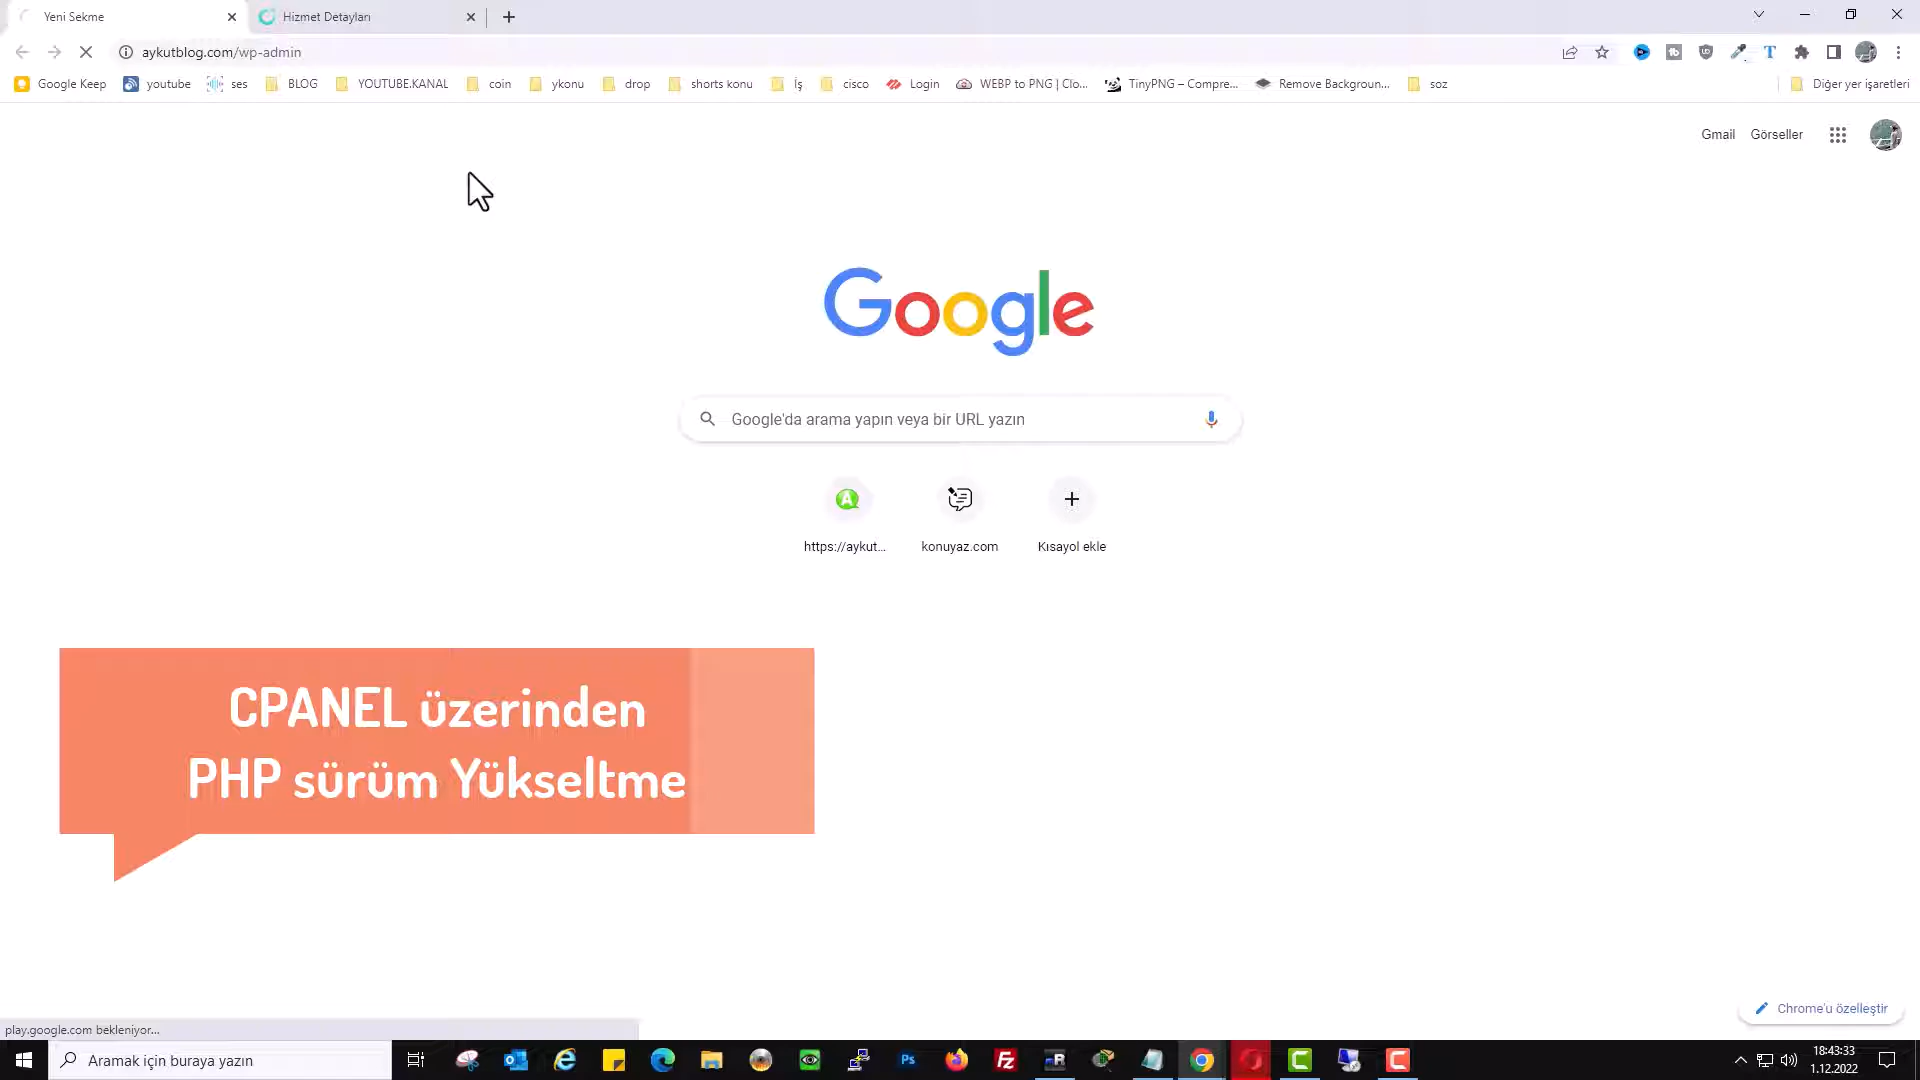 Yeni Sekme
Hizmet Detayları
aykutblog.com/wp-admin
Google Keep
youtube
ses
BLOG
YOUTUBE.KANAL
coin
ykonu
drop
shorts konu
İş
cisco
Login
WEBP to PNG | Clo...
TinyPNG – Compre...
Remove Backgroun...
soz
Diğer yer işaretleri
Gmail
Görseller
Google
Google'da arama yapın veya bir URL yazın
https://aykut...
konuyaz.com
Kısayol ekle
CPANEL üzerinden
PHP sürüm Yükseltme
Chrome'u özelleştir
play.google.com bekleniyor...
Aramak için buraya yazın
18:43:33
1.12.2022